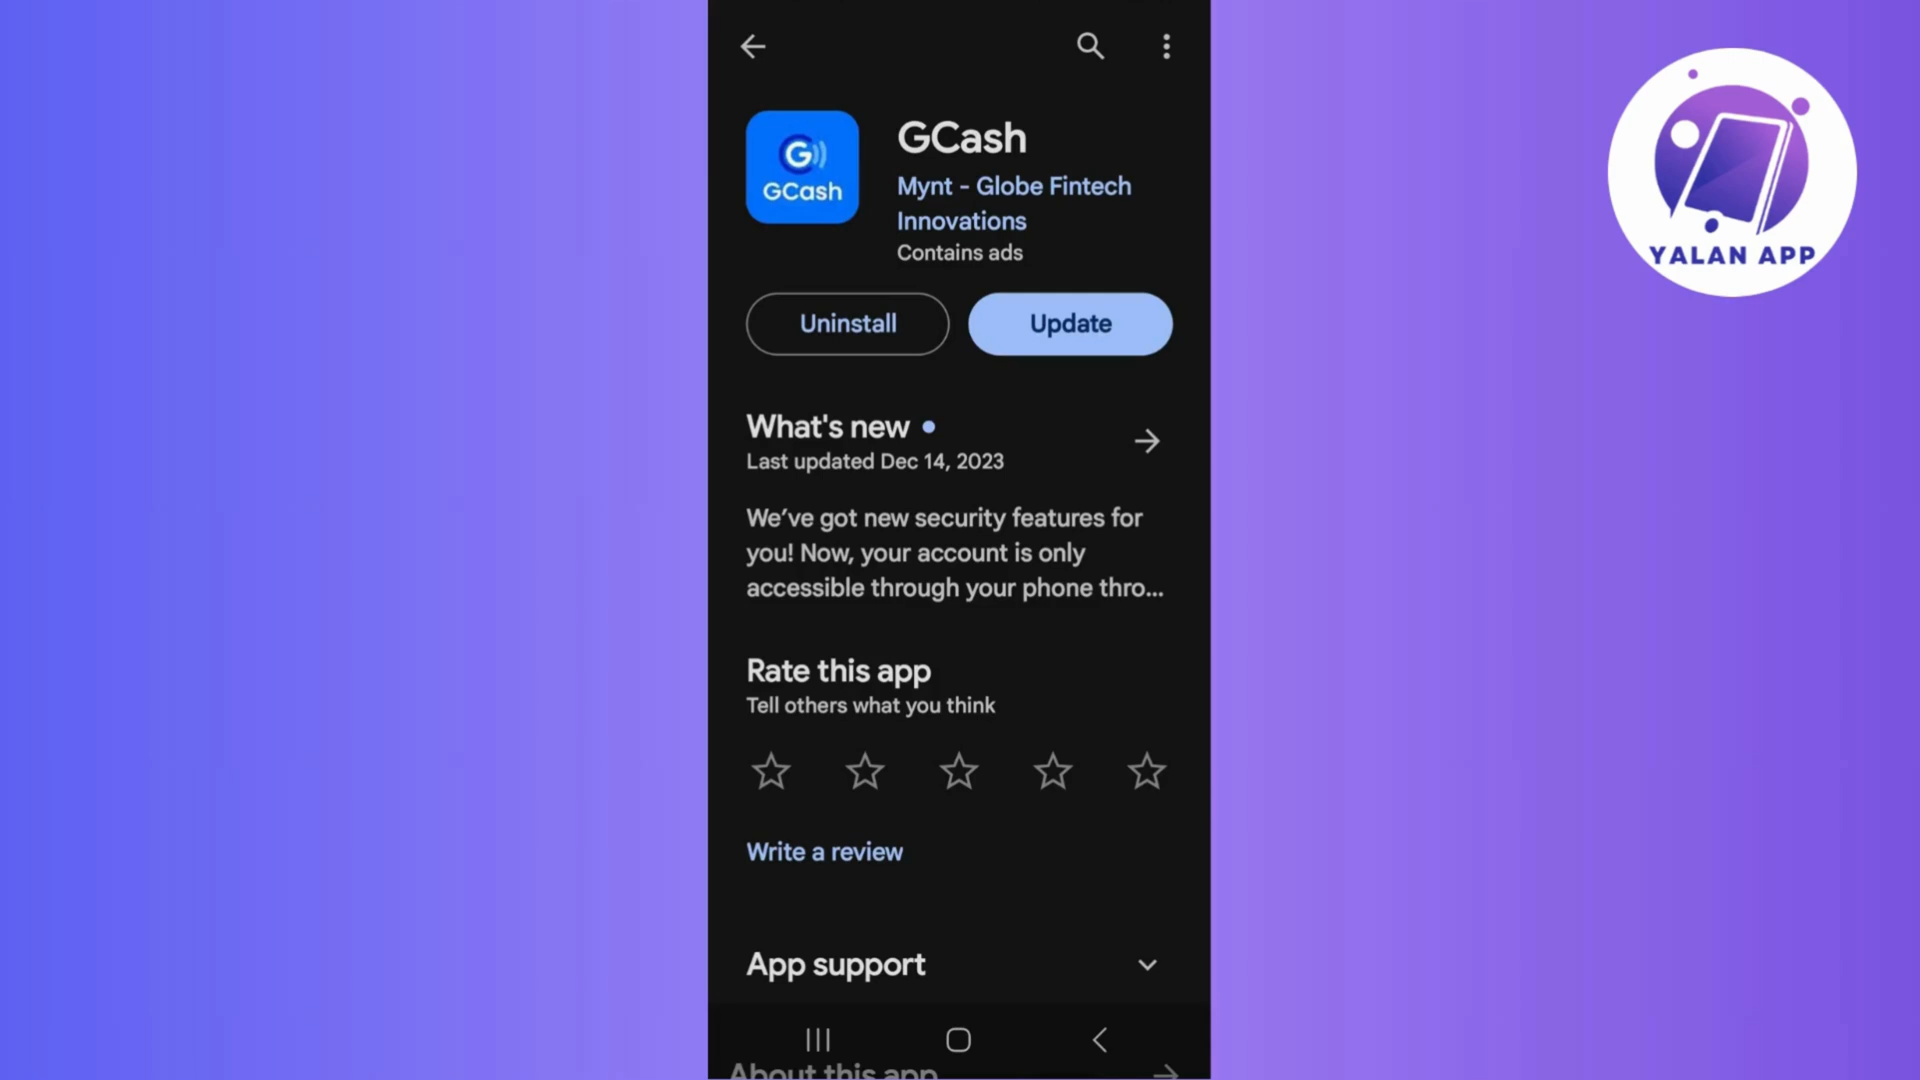 GCash
GCash
Mynt - Globe Fintech
Innovations
Contains ads
Uninstall
Update
What's new
Last updated Dec 14, 2023
We’ve got new security features for
you! Now, your account is only
accessible through your phone thro...
Rate this app
Tell others what you think
Write a review
App support
About this app
YALAN APP